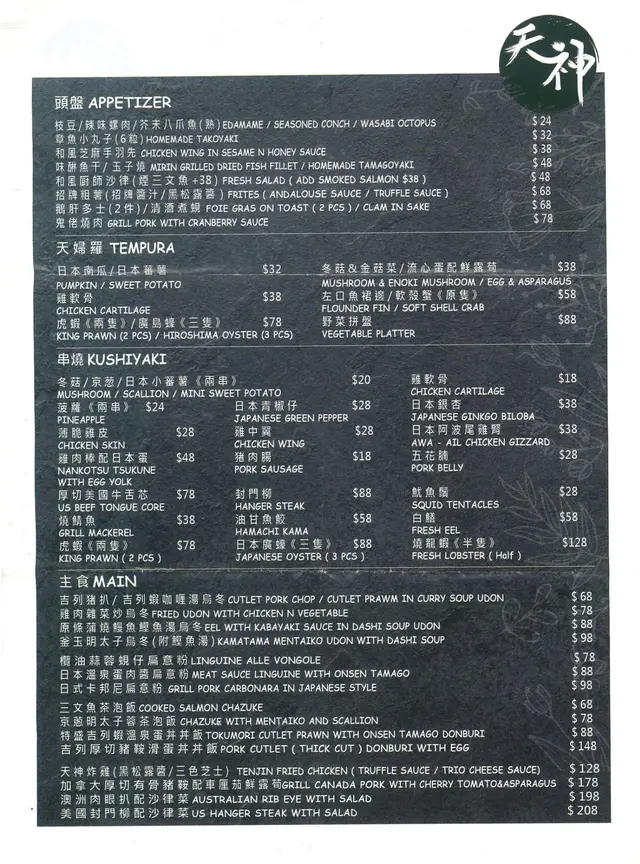 天神
頭盤 APPETIZER
枝豆/辣味螺肉/芥末八爪魚(熟) EDAMAME / SEASONED CONCH / WASABI OCTOPUS $24
章魚小丸子(6粒) HOMEMADE TAKOYAKI $32
和風芝麻手羽先 CHICKEN WING IN SESAME N HONEY SAUCE $38
味醂魚干/玉子燒 MIRIN GRILLED DRIED FISH FILLET / HOMEMADE TAMAGOYAKI $48
和風廚師沙律(煙三文魚+38) FRESH SALAD ( ADD SMOKED SALMON $38 ) $48
招牌粗薯(招牌醬汁/黑松露醬) FRITES ( ANDALOUSE SAUCE / TRUFFLE SAUCE ) $68
鵝肝多士(2件)/清酒煮蜆 FOIE GRAS ON TOAST ( 2 PCS ) / CLAM IN SAKE $68
鬼佬燒肉 GRILL PORK WITH CRANBERRY SAUCE $78
天婦羅 TEMPURA
日本南瓜/日本蕃薯 $32 冬菇&金菇菜/流心蛋配鮮露荀 $38
PUMPKIN / SWEET POTATO MUSHROOM & ENOKI MUSHROOM / EGG & ASPARAGUS
雞軟骨 $38 左口魚裙邊/軟殼蟹《原隻》 $58
CHICKEN CARTILAGE FLOUNDER FIN / SOFT SHELL CRAB
虎蝦《兩隻》/廣島蠔《三隻》 $78 野菜拼盤 $88
KING PRAWN (2 PCS) / HIROSHIMA OYSTER (3 PCS) VEGETABLE PLATTER
串燒 KUSHIYAKI
冬菇/京葱/日本小蕃薯《兩串》 $20 雞軟骨 $18
MUSHROOM / SCALLION / MINI SWEET POTATO CHICKEN CARTILAGE
菠蘿《兩串》 $24 日本青椒仔 $28 日本銀杏 $38
PINEAPPLE JAPANESE GREEN PEPPER JAPANESE GINKGO BILOBA
薄脆雞皮 $28 雞中翼 $28 日本阿波尾雞腎 $38
CHICKEN SKIN CHICKEN WING AWA - AIL CHICKEN GIZZARD
雞肉棒配日本蛋 $48 豬肉腸 $18 五花腩 $28
NANKOTSU TSUKUNE PORK SAUSAGE PORK BELLY
WITH EGG YOLK
厚切美國牛舌芯 $78 封門柳 $88 魷魚鬚 $28
US BEEF TONGUE CORE HANGER STEAK SQUID TENTACLES
燒鯖魚 $38 油甘魚鮫 $58 白鱔 $58
GRILL MACKEREL HAMACHI KAMA FRESH EEL
虎蝦《兩隻》 $78 日本廣蠔《三隻》 $88 燒龍蝦《半隻》 $128
KING PRAWN ( 2 PCS ) JAPANESE OYSTER ( 3 PCS ) FRESH LOBSTER ( Half )
主食 MAIN
吉列豬扒/吉列蝦咖喱湯烏冬 CUTLET PORK CHOP / CUTLET PRAWM IN CURRY SOUP UDON $68
雞肉雜菜炒烏冬 FRIED UDON WITH CHICKEN N VEGETABLE $78
原條蒲燒鰻魚鰹魚湯烏冬 EEL WITH KABAYAKI SAUCE IN DASHI SOUP UDON $88
釜玉明太子烏冬(附鰹魚湯) KAMATAMA MENTAIKO UDON WITH DASHI SOUP $98
欖油蒜蓉蜆仔扁意粉 LINGUINE ALLE VONGOLE $78
日本溫泉蛋肉醬扁意粉 MEAT SAUCE LINGUINE WITH ONSEN TAMAGO $88
日式卡邦尼扁意粉 GRILL PORK CARBONARA IN JAPANESE STYLE $98
三文魚茶泡飯 COOKED SALMON CHAZUKE $68
京葱明太子蓉茶泡飯 CHAZUKE WITH MENTAIKO AND SCALLION $78
特盛吉列蝦溫泉蛋丼丼飯 TOKUMORI CUTLET PRAWN WITH ONSEN TAMAGO DONBURI $88
吉列厚切豬鞍滑蛋丼丼飯 PORK CUTLET ( THICK CUT ) DONBURI WITH EGG $148
天神炸雞(黑松露醬/三色芝士) TENJIN FRIED CHICKEN ( TRUFFLE SAUCE / TRIO CHEESE SAUCE) $128
加拿大厚切有骨豬鞍配車厘茄鮮露荀GRILL CANADA PORK WITH CHERRY TOMATO&ASPARAGUS $178
澳洲肉眼扒配沙律菜 AUSTRALIAN RIB EYE WITH SALAD $198
美國封門柳配沙律菜 US HANGER STEAK WITH SALAD $208